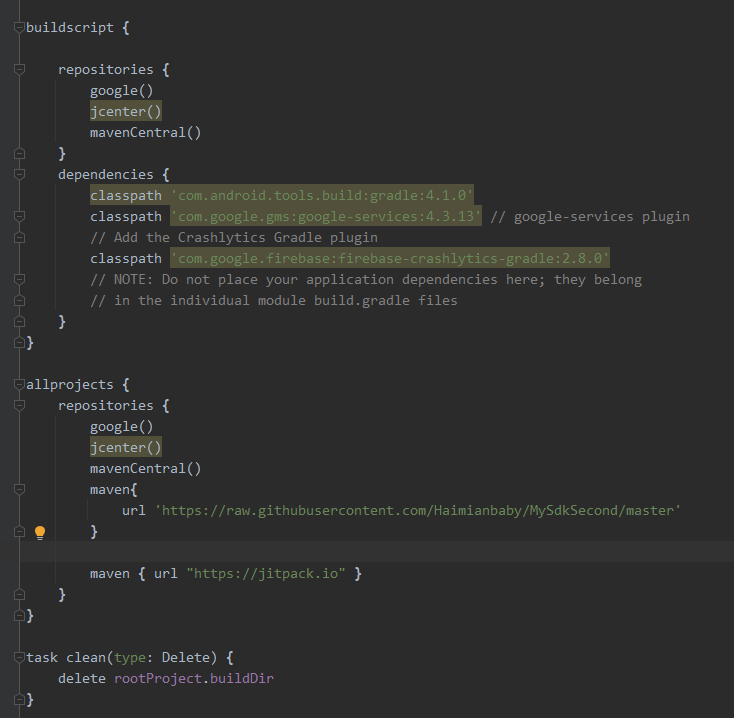 buildscript {
repositories {
google()
jcenter()
mavenCentral()
}
dependencies {
classpath 'com.android.tools.build:gradle:4.1.0'
classpath 'com.google.gms:google-services:4.3.13' // google-services plugin
// Add the Crashlytics Gradle plugin
classpath 'com.google.firebase:firebase-crashlytics-gradle:2.8.0'
// NOTE: Do not place your application dependencies here; they belong
// in the individual module build.gradle files
}
}
allprojects {
repositories {
google()
jcenter()
mavenCentral()
maven{
url 'https://raw.githubusercontent.com/Haimianbaby/MySdkSecond/master'
}
maven { url "https://jitpack.io" }
}
}
task clean(type: Delete) {
delete rootProject.buildDir
}